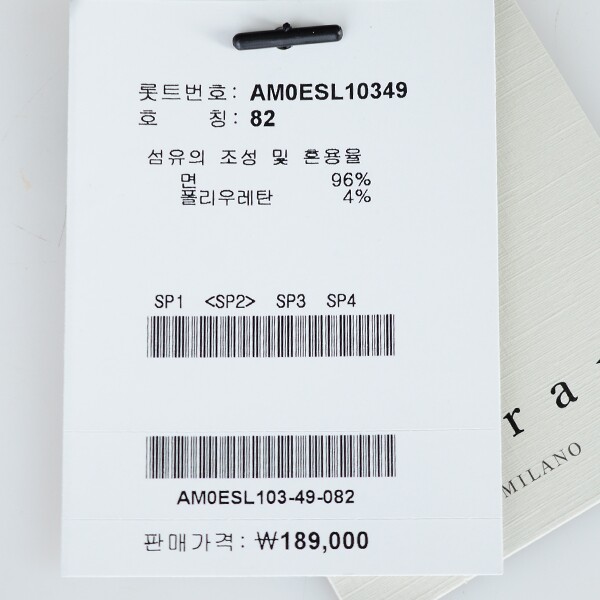 롯트번호: AM0ESL10349
호 칭: 82
섬유의 조성 및 혼용율
면 96%
폴리우레탄 4%
SP1 <SP2> SP3 SP4
AM0ESL103-49-082
판매가격: ₩189,000
ra
MILANO